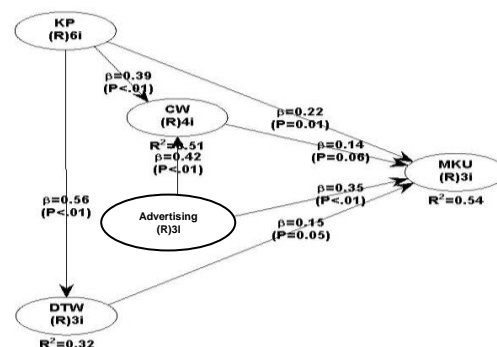 KP
(R)6i
β=0.39
(P<.01)
CW
(R)4i
R²=0.51
β=0.42
(P<.01)
β=0.22
(P=0.01)
β=0.14
(P=0.06)
MKU
(R)3i
R²=0.54
β=0.56
(P<.01)
Advertising
(R)3I
β=0.35
(P<.01)
β=0.15
(P=0.05)
DTW
(R)3i
R²=0.32